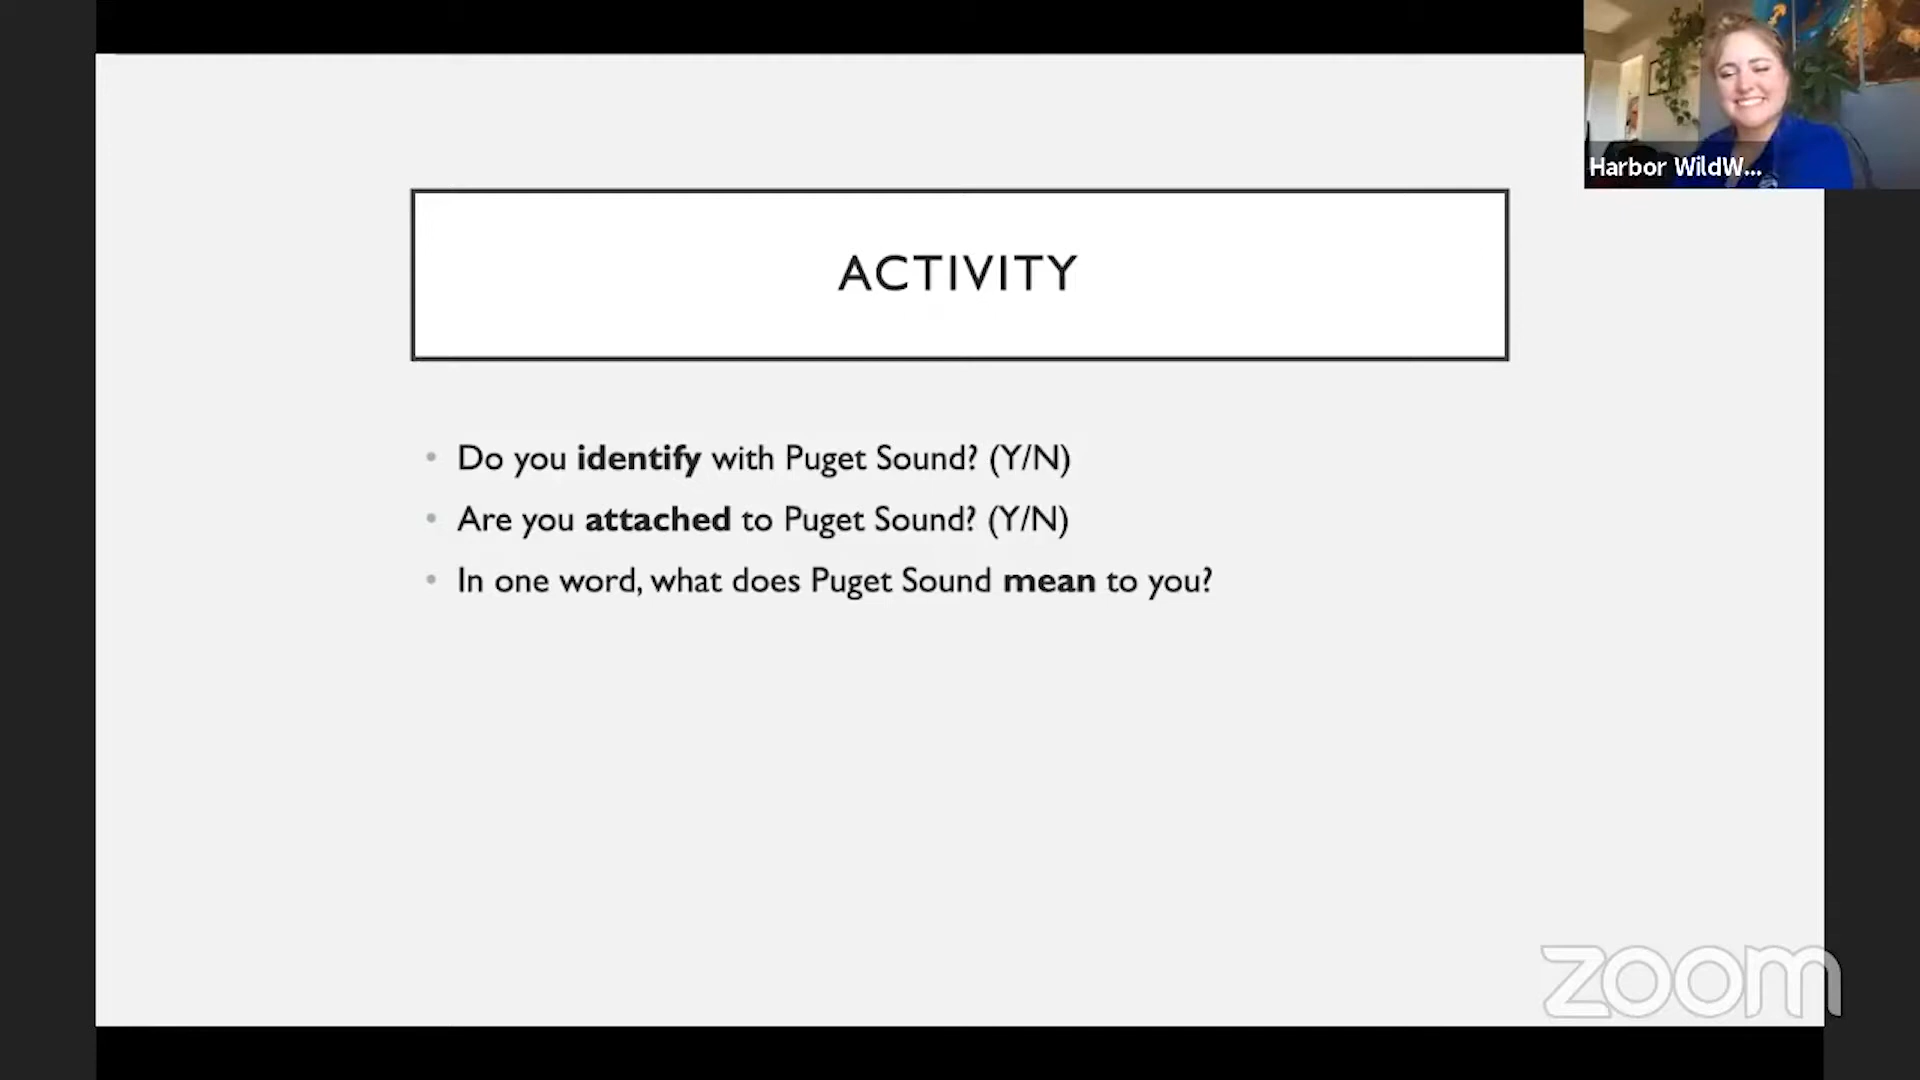 Harbor WildW...
ACTIVITY
• Do you identify with Puget Sound? (Y/N)
• Are you attached to Puget Sound? (Y/N)
• In one word, what does Puget Sound mean to you?
zoom